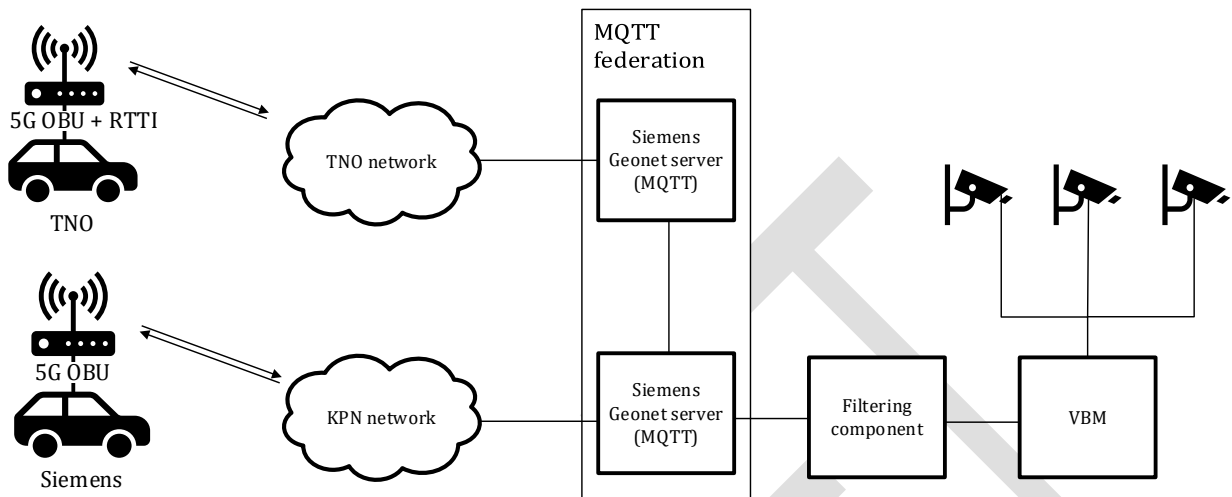 MQTT
federation
5G OBU + RTTI
TNO
TNO network
Siemens
Geonet server
(MQTT)
5G OBU
Siemens
KPN network
Siemens
Geonet server
(MQTT)
Filtering
component
VBM